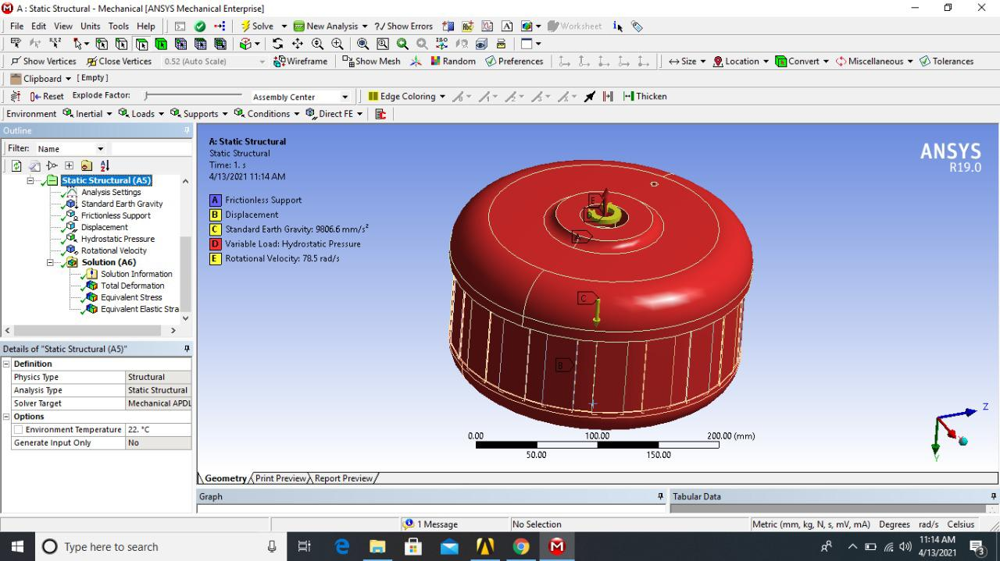 A : Static Structural - Mechanical [ANSYS Mechanical Enterprise]
File Edit View Units Tools Help Solve New Analysis ?/ Show Errors Worksheet
Show Vertices Close Vertices 0.52 (Auto Scale) Wireframe Show Mesh Random Preferences Size Location Convert Miscellaneous Tolerances
Clipboard [ Empty ]
Reset Explode Factor: Assembly Center Edge Coloring Thicken
Environment Inertial Loads Supports Conditions Direct FE
Outline
Filter: Name
Static Structural (A5)
Analysis Settings
Standard Earth Gravity
Frictionless Support
Displacement
Hydrostatic Pressure
Rotational Velocity
Solution (A6)
Solution Information
Total Deformation
Equivalent Stress
Equivalent Elastic Stra
Details of "Static Structural (A5)"
Definition
Physics Type Structural
Analysis Type Static Structural
Solver Target Mechanical APDL
Options
Environment Temperature 22. °C
Generate Input Only No
A: Static Structural
Static Structural
Time: 1. s
4/13/2021 11:14 AM
A Frictionless Support
B Displacement
C Standard Earth Gravity: 9806.6 mm/s²
D Variable Load: Hydrostatic Pressure
E Rotational Velocity: 78.5 rad/s
ANSYS
R19.0
E
D
A
C
B
Z
Y
0.00 100.00 200.00 (mm)
50.00 150.00
Geometry Print Preview Report Preview
Graph
Tabular Data
1 Message No Selection Metric (mm, kg, N, s, mV, mA) Degrees rad/s Celsius
Type here to search
11:14 AM
4/13/2021
3